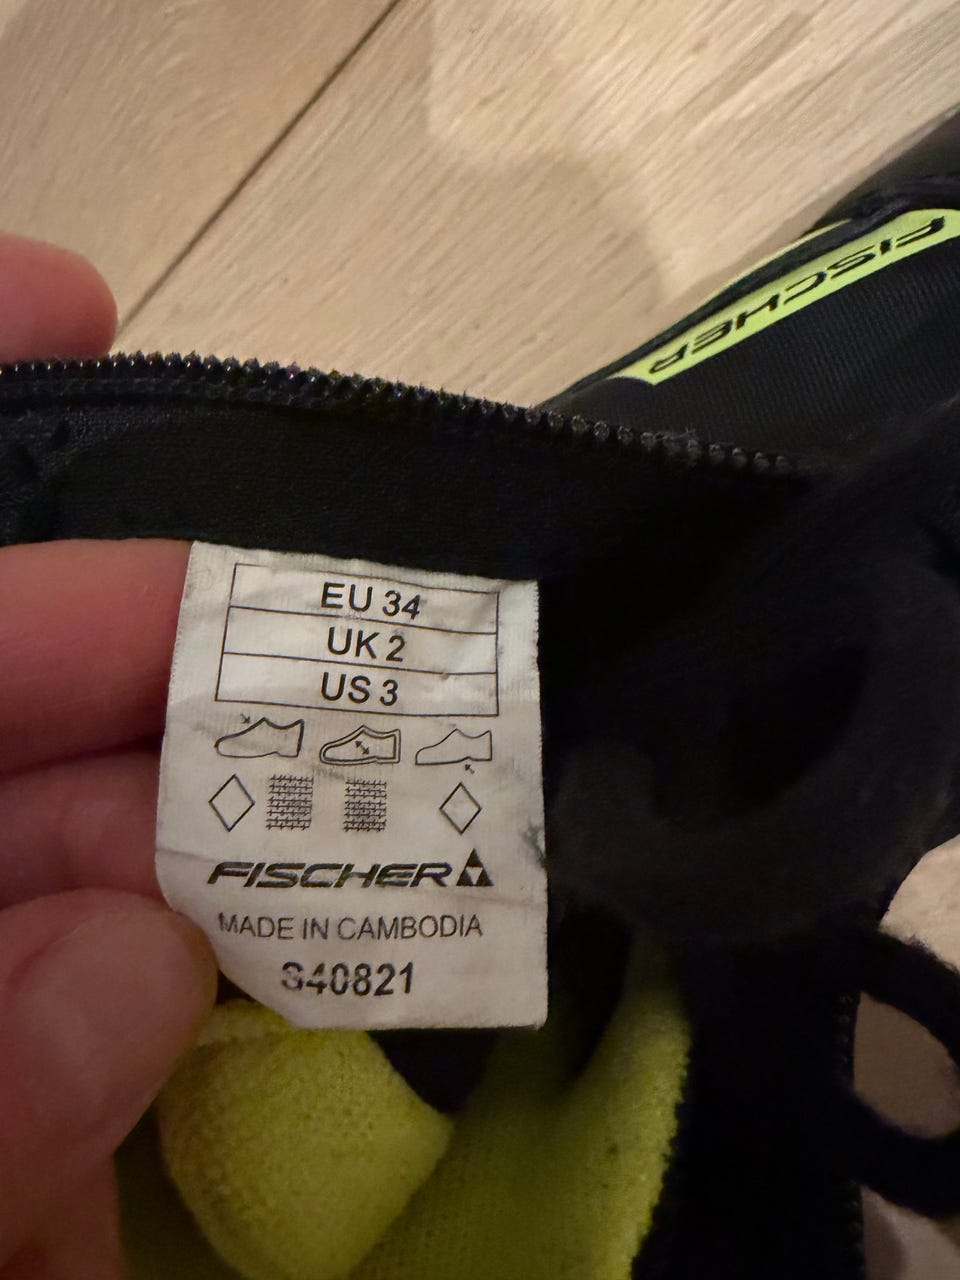 FISCHER
EU 34
UK 2
US 3
FISCHER
MADE IN CAMBODIA
S40821